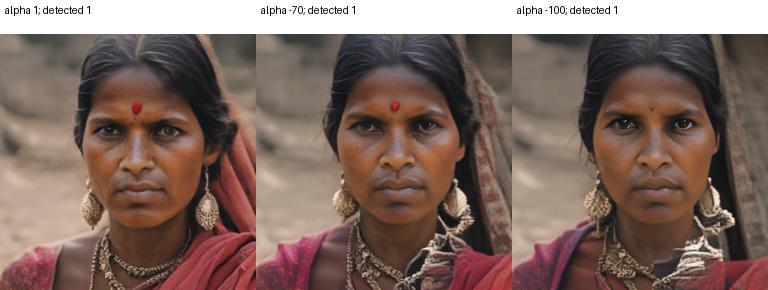 alpha 1; detected 1
alpha -70; detected 1
alpha -100; detected 1